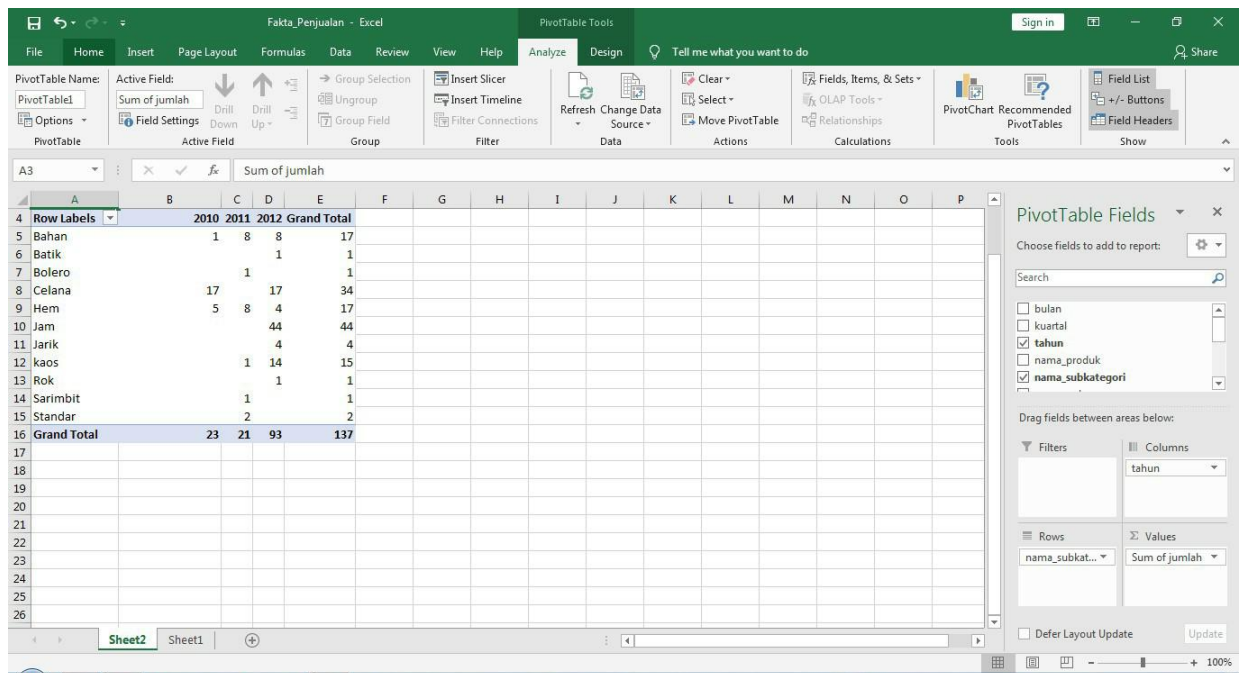 Fakta_Penjualan - Excel PivotTable Tools Sign in
File Home Insert Page Layout Formulas Data Review View Help Analyze Design Tell me what you want to do Share
PivotTable Name:
PivotTable1
Options
PivotTable
Active Field:
Sum of jumlah
Field Settings
Drill Down
Drill Up
Active Field
Group Selection
Ungroup
Group Field
Group
Insert Slicer
Insert Timeline
Filter Connections
Filter
Refresh
Change Data Source
Data
Clear
Select
Move PivotTable
Actions
Fields, Items, & Sets
OLAP Tools
Relationships
Calculations
PivotChart
Recommended PivotTables
Tools
Field List
+/- Buttons
Field Headers
Show
A3 fx Sum of jumlah
A B C D E F G H I J K L M N O P
4 Row Labels 2010 2011 2012 Grand Total
5 Bahan 1 8 8 17
6 Batik 1 1
7 Bolero 1 1
8 Celana 17 17 34
9 Hem 5 8 4 17
10 Jam 44 44
11 Jarik 4 4
12 kaos 1 14 15
13 Rok 1 1
14 Sarimbit 1 1
15 Standar 2 2
16 Grand Total 23 21 93 137
17
18
19
20
21
22
23
24
25
26
PivotTable Fields
Choose fields to add to report:
Search
bulan
kuartal
tahun
nama_produk
nama_subkategori
Drag fields between areas below:
Filters
Columns
tahun
Rows
nama_subkat...
Σ Values
Sum of jumlah
Defer Layout Update Update
Sheet2 Sheet1
100%